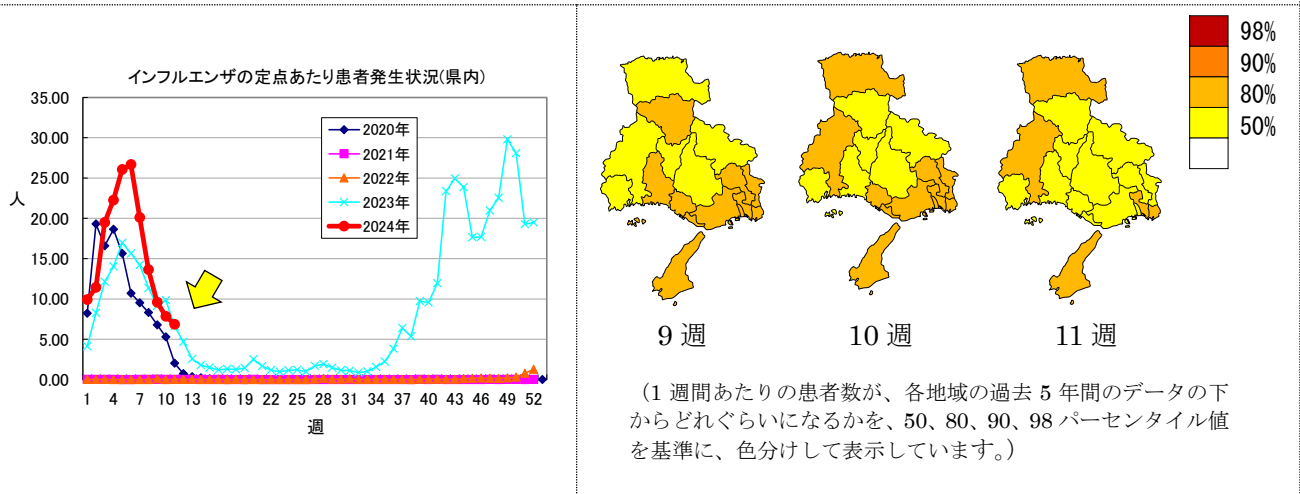 インフルエンザの定点あたり患者発生状況(県内)
35.00
30.00
25.00
20.00
15.00
10.00
5.00
0.00
人
2020年
2021年
2022年
2023年
2024年
1 4 7 10 13 16 19 22 25 28 31 34 37 40 43 46 49 52
週
98%
90%
80%
50%
9 週 10 週 11 週
(1 週間あたりの患者数が、各地域の過去 5 年間のデータの下
からどれぐらいになるかを、50、80、90、98 パーセンタイル値
を基準に、色分けして表示しています。)